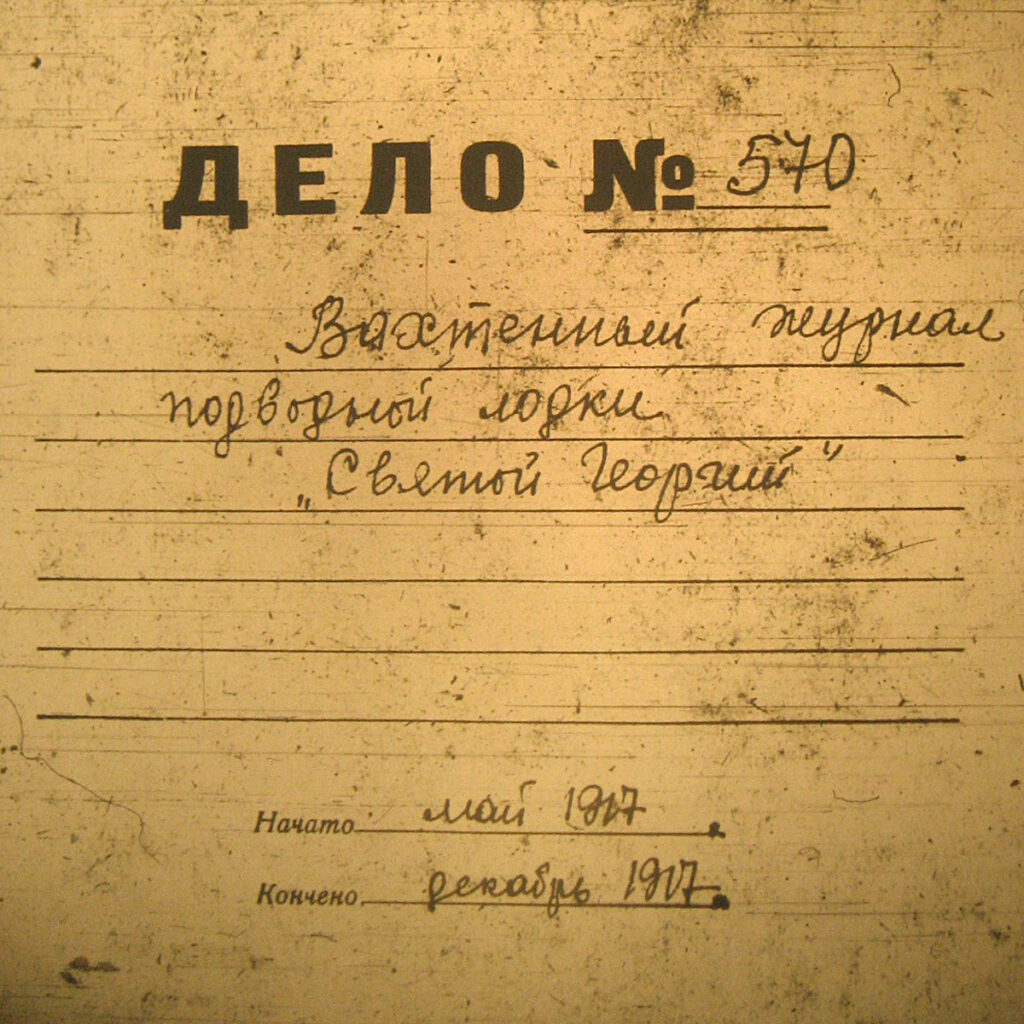 ДЕЛО № 570
Вахтенный журнал
подводной лодки
„Святой Георгий"
Начато май 1917
Кончено декабрь 1917.